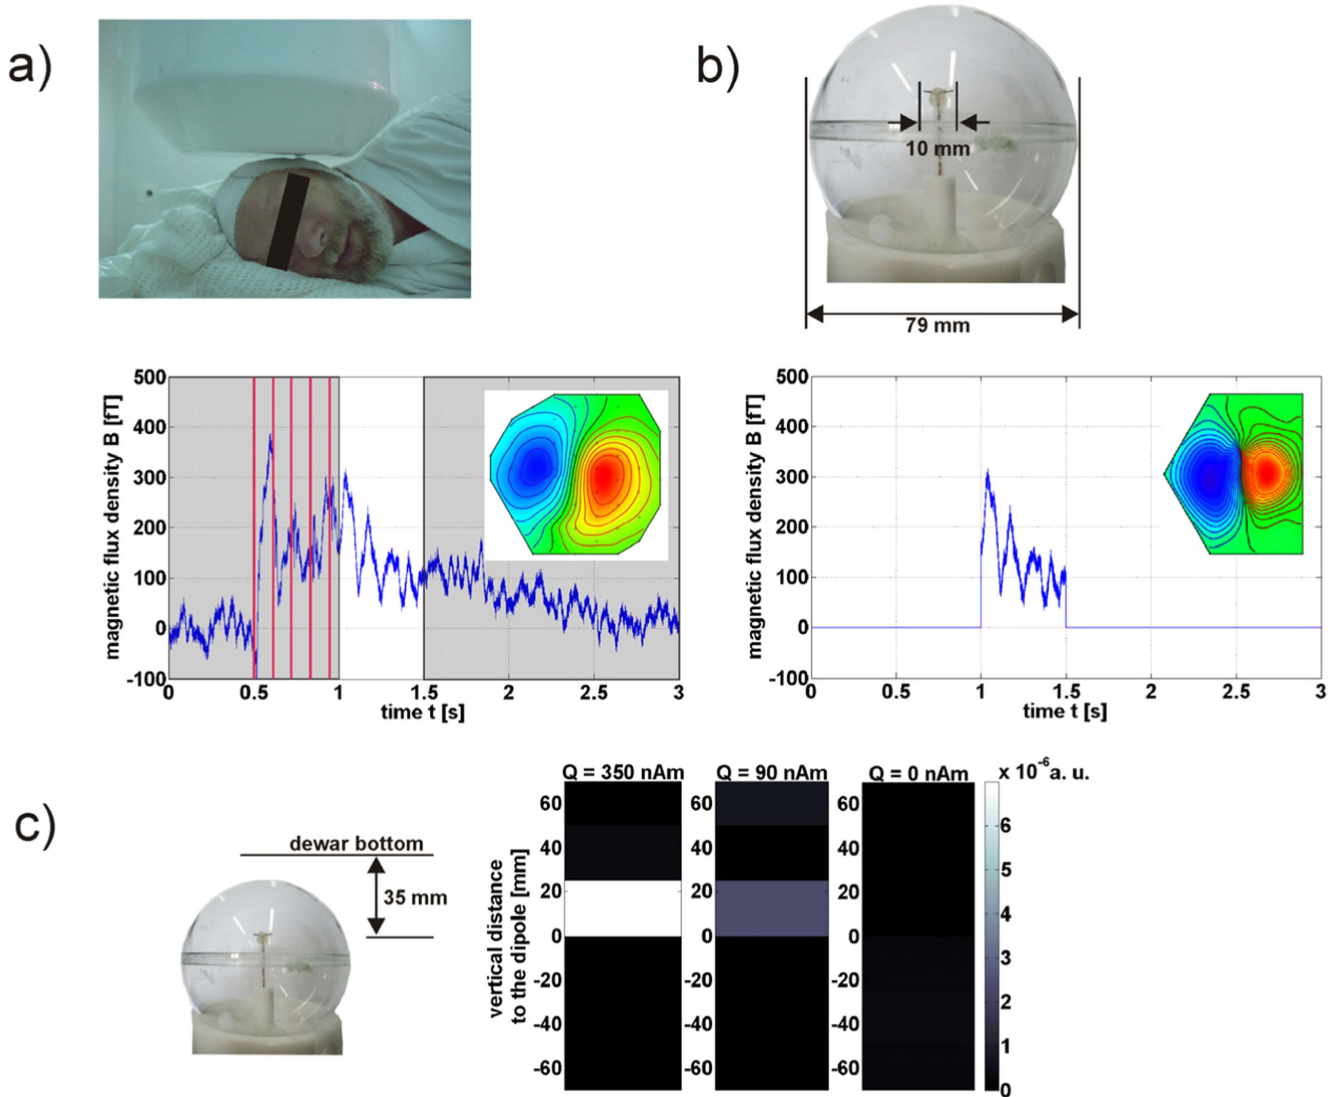 a)
b)
10 mm
79 mm
magnetic flux density B [fT]
500
400
300
200
100
0
-100
0 0.5 1 1.5 2 2.5 3
time t [s]
magnetic flux density B [fT]
500
400
300
200
100
0
-100
0 0.5 1 1.5 2 2.5 3
time t [s]
c)
dewar bottom
35 mm
vertical distance
to the dipole [mm]
Q = 350 nAm
60
40
20
0
-20
-40
-60
Q = 90 nAm
60
40
20
0
-20
-40
-60
Q = 0 nAm
60
40
20
0
-20
-40
-60
x 10⁻⁶ a. u.
6
5
4
3
2
1
0